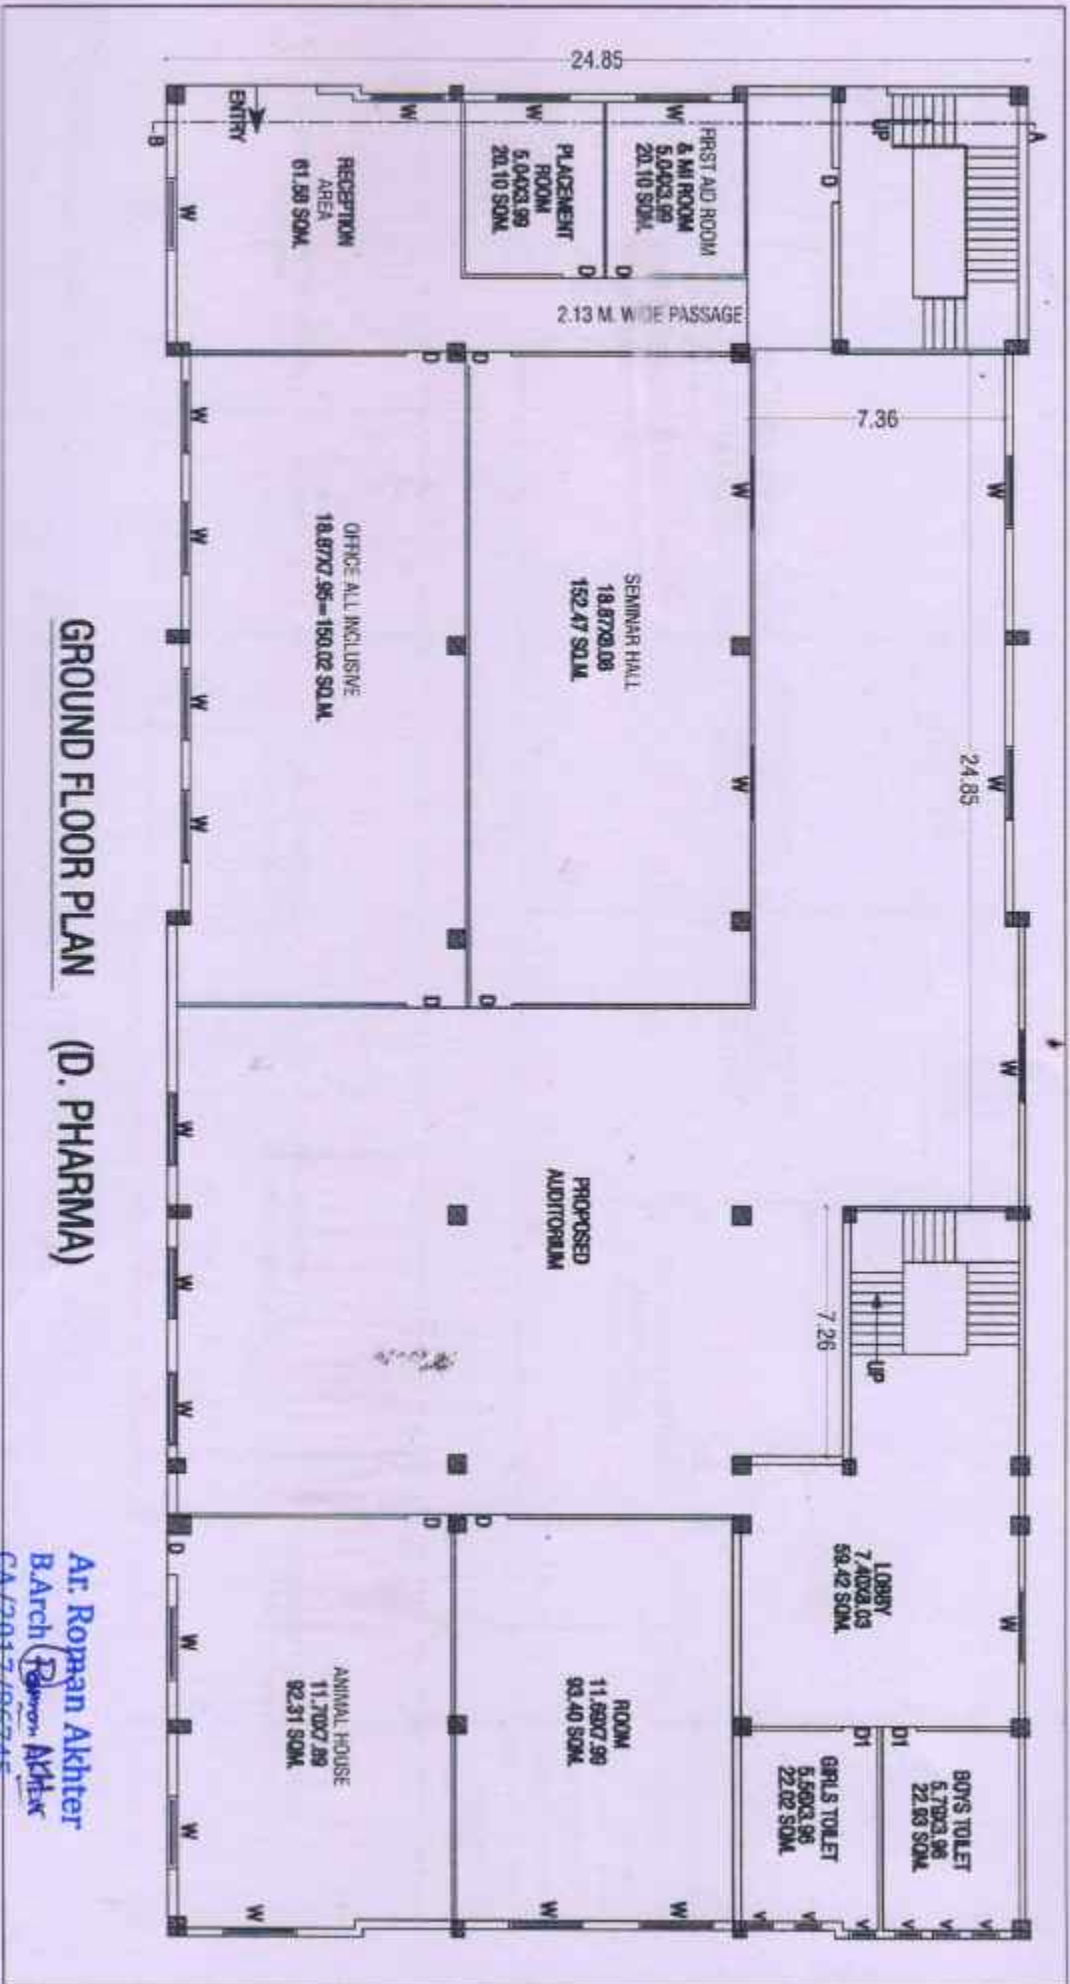 24.85
A
UP
D
ENTRY
B
W
W
W
W
FIRST AID ROOM
& MI ROOM
5.04X3.99
20.10 SQM.
PLACEMENT
ROOM
5.04X3.99
20.10 SQM.
RECEPTION
AREA
61.58 SQM.
D
D
2.13 M. WIDE PASSAGE
D
D
7.36
24.85
W
W
W
W
W
SEMINAR HALL
18.87X8.08
152.47 SQ.M.
OFFICE ALL INCLUSIVE
18.87X7.95=150.02 SQ.M.
W
W
W
W
D
D
PROPOSED
AUDITORIUM
W
W
W
7.26
UP
LOBBY
7.40X8.03
59.42 SQM.
W
D
D
D
ROOM
11.69X7.99
93.40 SQM.
ANIMAL HOUSE
11.70X7.89
92.31 SQM.
W
W
W
W
W
D1
D1
BOYS TOILET
5.79X3.96
22.93 SQM.
GIRLS TOILET
5.56X3.96
22.02 SQM.
V
V
V
V
V
V
GROUND FLOOR PLAN (D. PHARMA)
Ar. Roman Akhter
B.Arch Roman Akhter